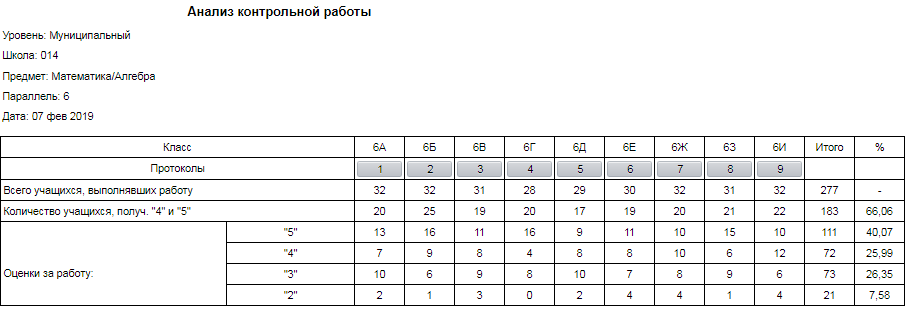 Анализ контрольной работы
Уровень: Муниципальный
Школа: 014
Предмет: Математика/Алгебра
Параллель: 6
Дата: 07 фев 2019
Класс 6А 6Б 6В 6Г 6Д 6Е 6Ж 6З 6И Итого %
Протоколы 1 2 3 4 5 6 7 8 9
Всего учащихся, выполнявших работу 32 32 31 28 29 30 32 31 32 277 -
Количество учащихся, получ. "4" и "5" 20 25 19 20 17 19 20 21 22 183 66,06
"5" 13 16 11 16 9 11 10 15 10 111 40,07
"4" 7 9 8 4 8 8 10 6 12 72 25,99
Оценки за работу: "3" 10 6 9 8 10 7 8 9 6 73 26,35
"2" 2 1 3 0 2 4 4 1 4 21 7,58